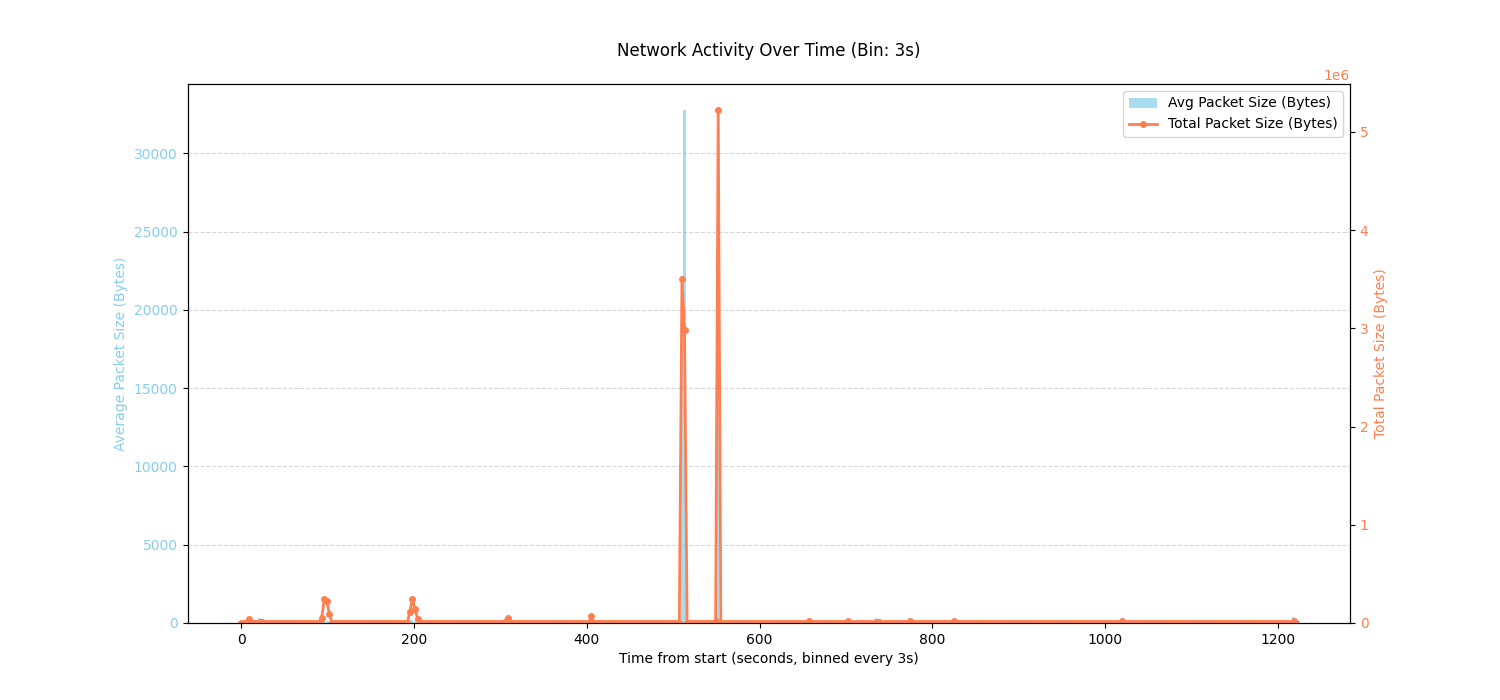 Network Activity Over Time (Bin: 3s)
1e6
Avg Packet Size (Bytes)
Total Packet Size (Bytes)
Average Packet Size (Bytes)
30000
25000
20000
15000
10000
5000
0
5
4
3
2
1
0
Total Packet Size (Bytes)
0 200 400 600 800 1000 1200
Time from start (seconds, binned every 3s)